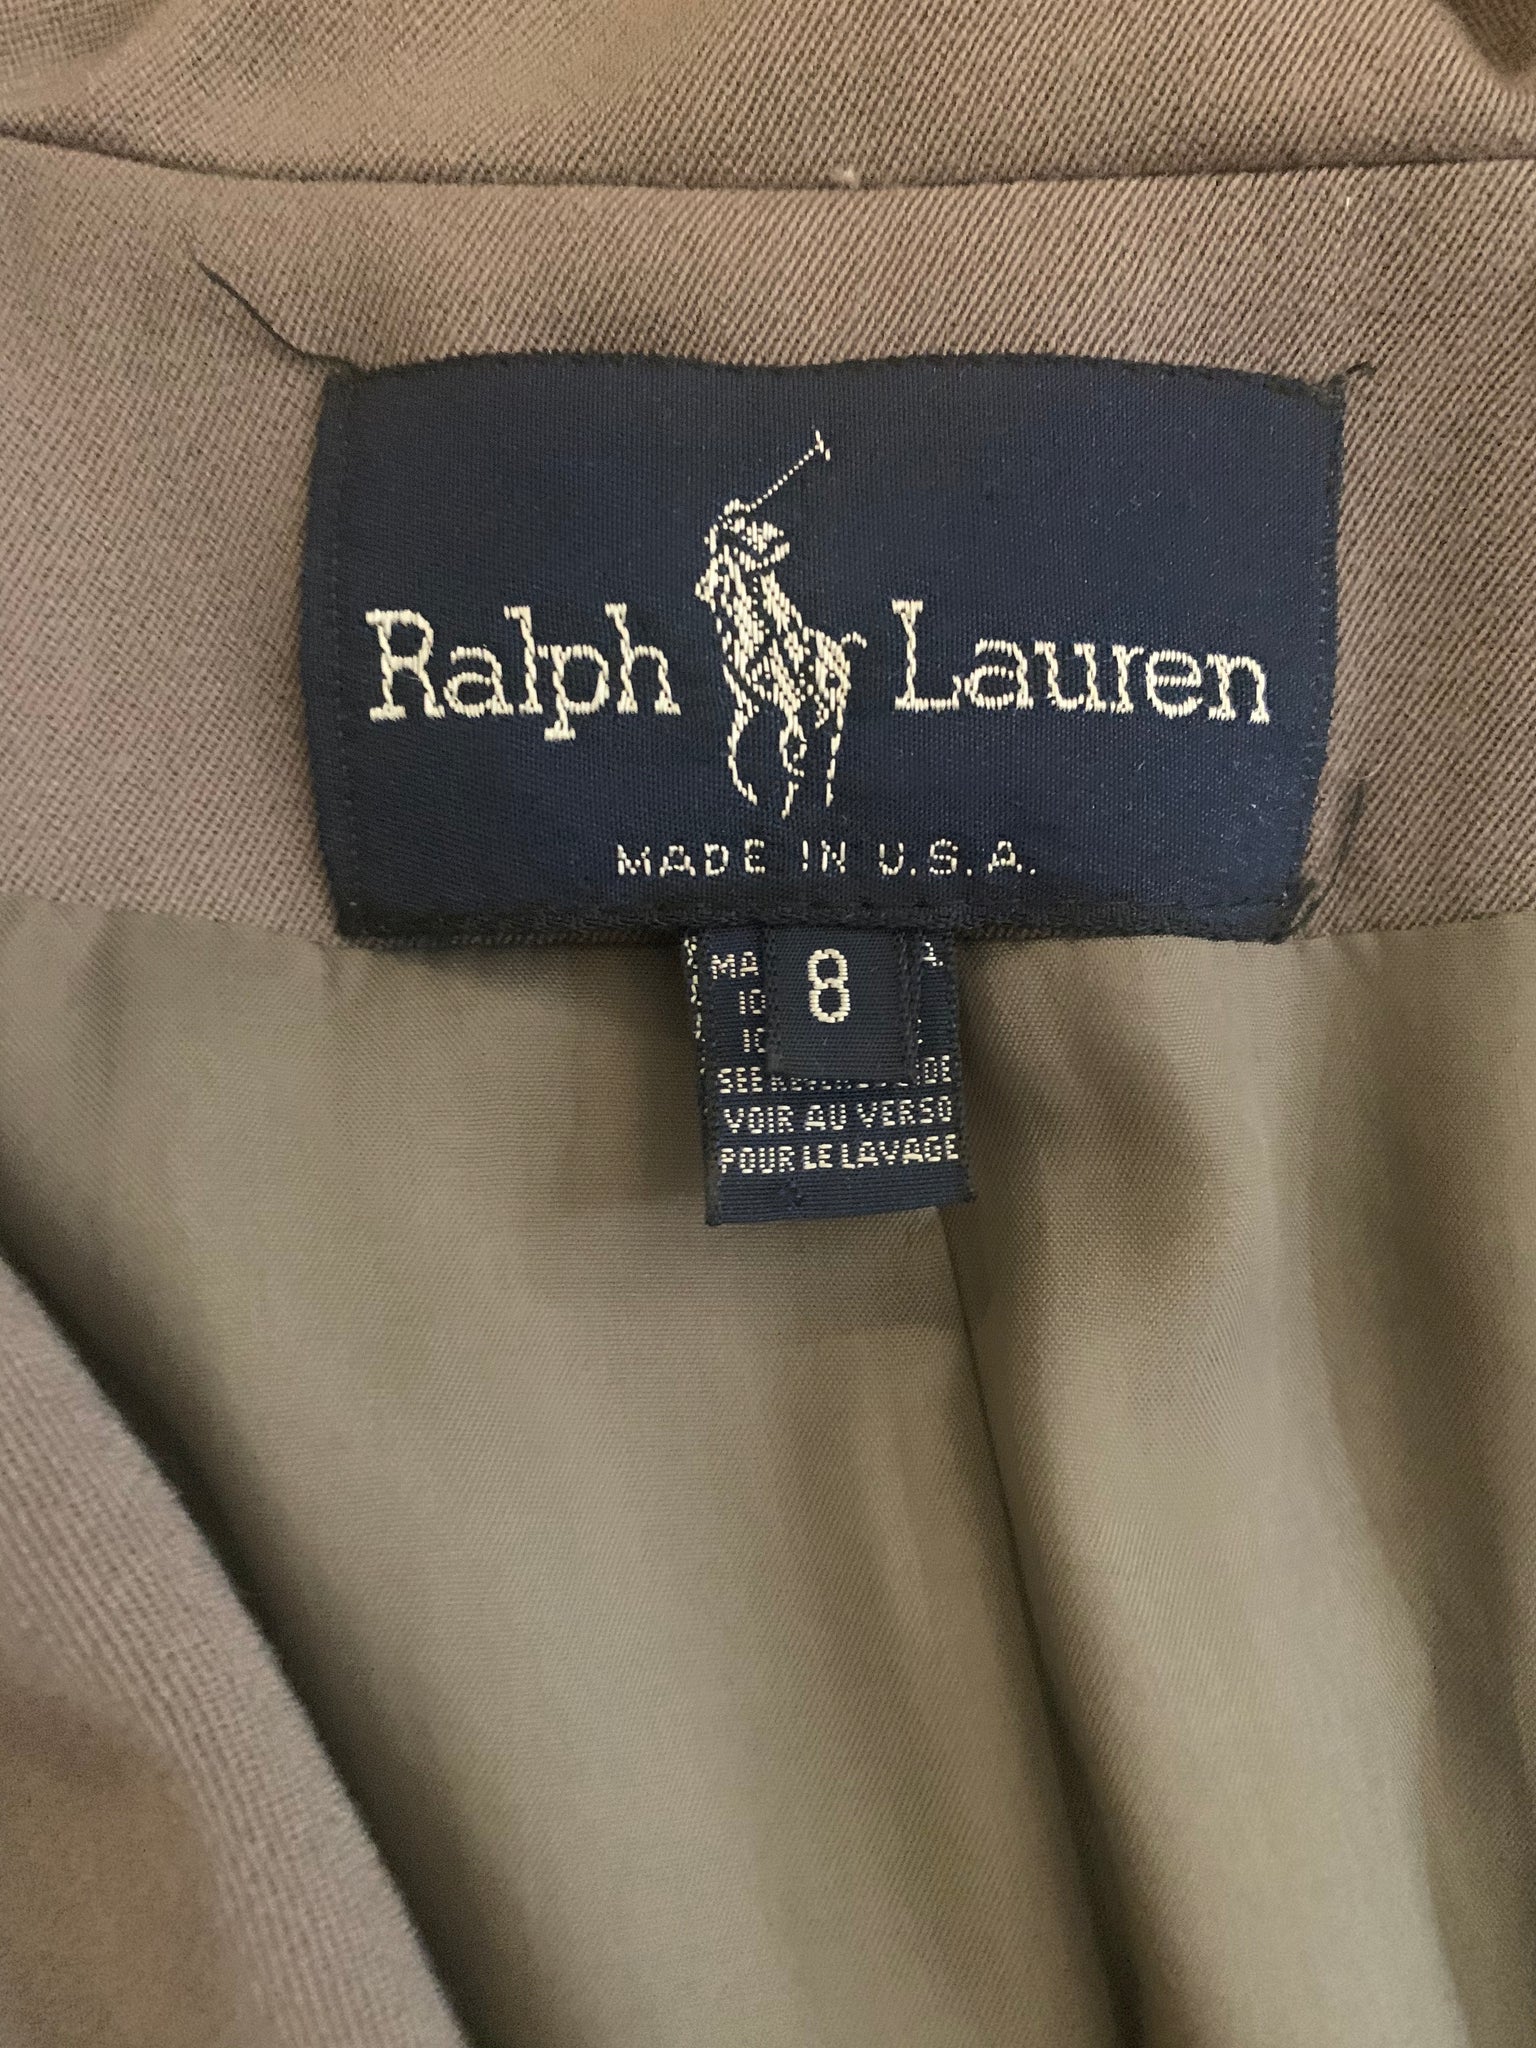 Ralph Lauren
MADE IN U.S.A.
8
VOIR AU VERSO
POUR LE LAVAGE